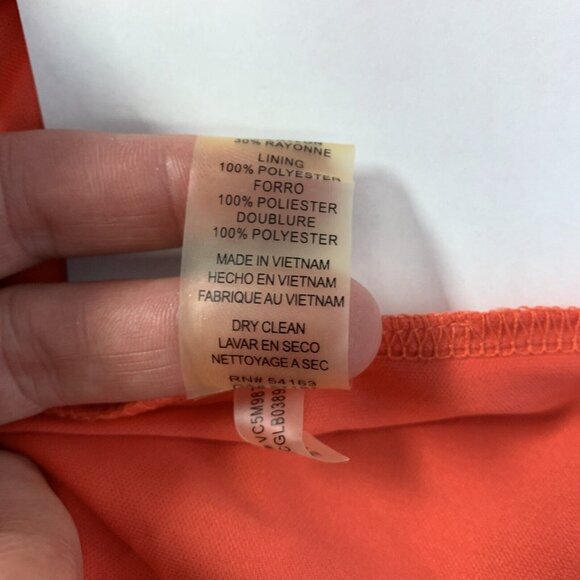 30% RAYONNE
LINING
100% POLYESTER
FORRO
100% POLIESTER
DOUBLURE
100% POLYESTER
MADE IN VIETNAM
HECHO EN VIETNAM
FABRIQUE AU VIETNAM
DRY CLEAN
LAVAR EN SECO
NETTOYAGE A SEC
RN# 54163